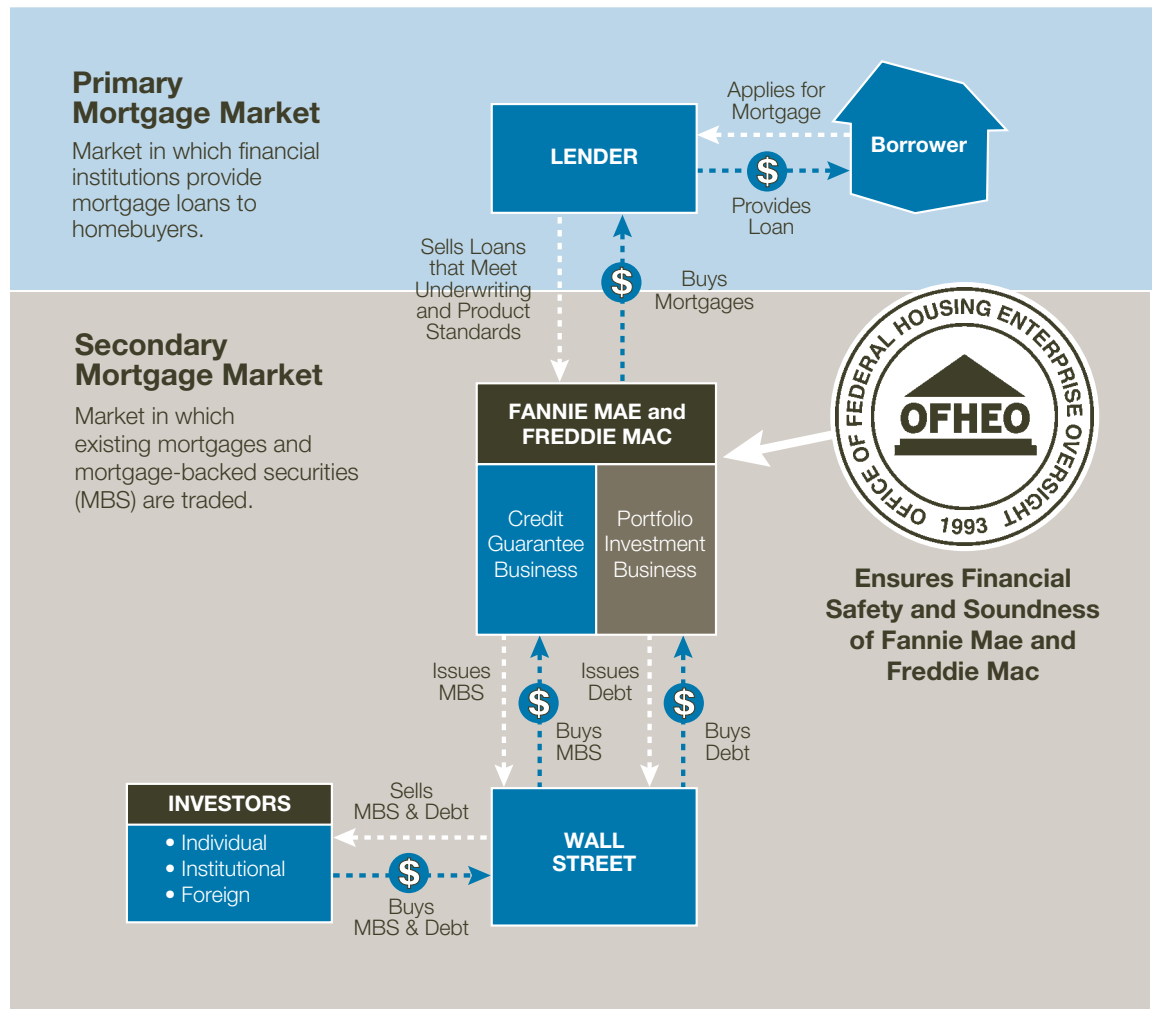 Primary
Mortgage Market
Market in which financial
institutions provide
mortgage loans to
homebuyers.
LENDER
Applies for
Mortgage
Borrower
$
Provides
Loan
Sells Loans
that Meet
Underwriting
and Product
Standards
$
Buys
Mortgages
Secondary
Mortgage Market
Market in which
existing mortgages and
mortgage-backed securities
(MBS) are traded.
FANNIE MAE and
FREDDIE MAC
Credit
Guarantee
Business
Portfolio
Investment
Business
OFFICE OF FEDERAL HOUSING ENTERPRISE OVERSIGHT
1993
OFHEO
Ensures Financial
Safety and Soundness
of Fannie Mae and
Freddie Mac
Issues
MBS
$
Buys
MBS
Issues
Debt
$
Buys
Debt
INVESTORS
• Individual
• Institutional
• Foreign
Sells
MBS & Debt
$
Buys
MBS & Debt
WALL
STREET